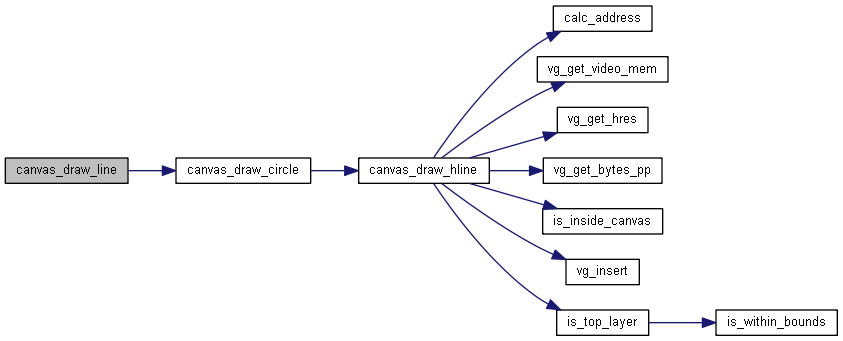 calc_address
vg_get_video_mem
vg_get_hres
canvas_draw_line
canvas_draw_circle
canvas_draw_hline
vg_get_bytes_pp
is_inside_canvas
vg_insert
is_top_layer
is_within_bounds